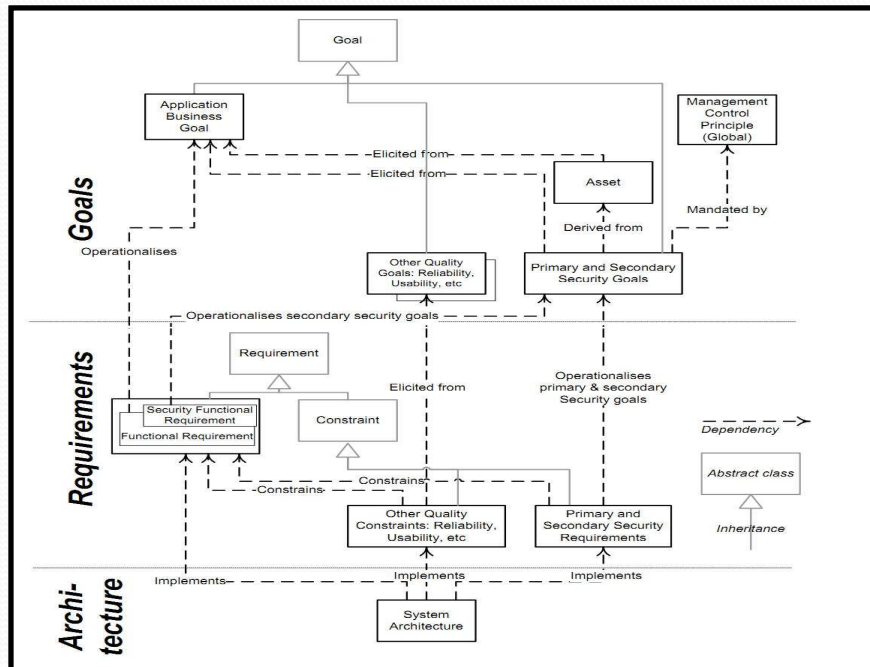 Goal
Application
Business
Goal
Management
Control
Principle
(Global)
Elicited from
Elicited from
Asset
Goals
Operationalises
Derived from
Mandated by
Other Quality
Goals: Reliability,
Usability, etc
Primary and Secondary
Security Goals
Operationalises secondary security goals
Requirements
Requirement
Elicited from
Operationalises
primary & secondary
Security goals
Security Functional
Requirement
Functional Requirement
Constraint
Dependency
Constrains
Constrains
Abstract class
Other Quality
Constraints: Reliability,
Usability, etc
Primary and
Secondary Security
Requirements
Inheritance
Archi-
tecture
Implements
Implements
Implements
System
Architecture